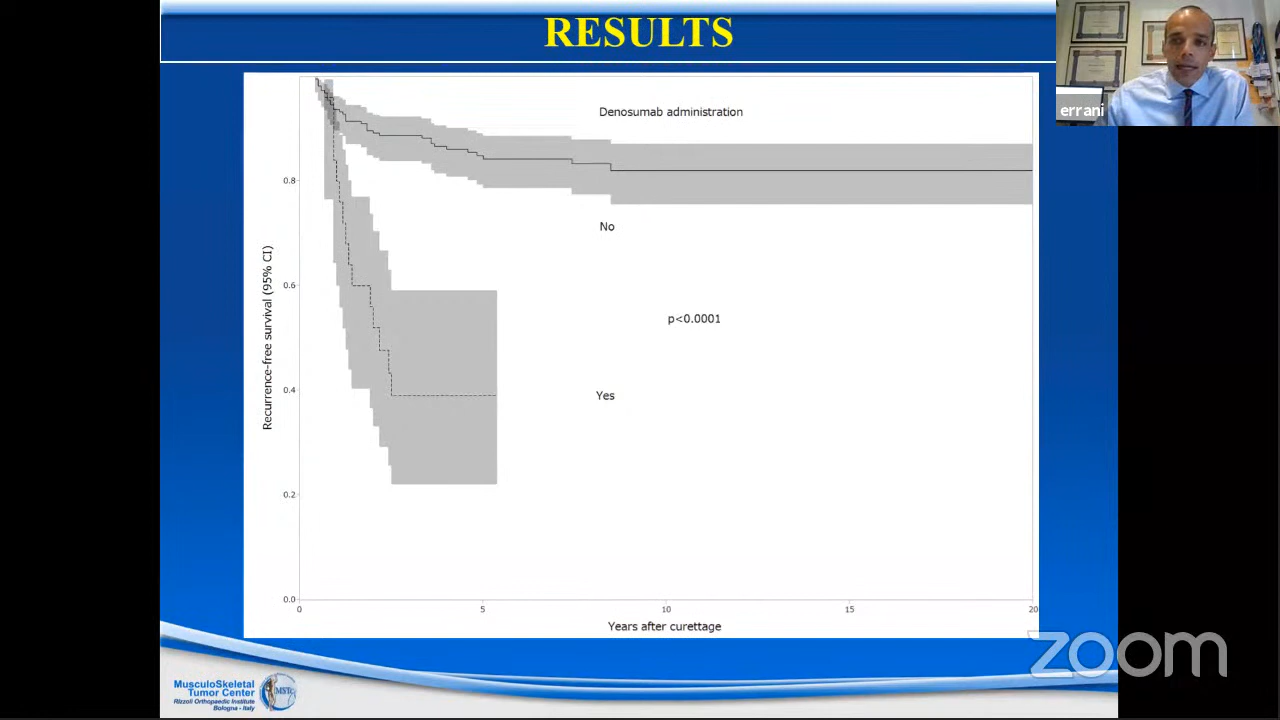 RESULTS
errani
Denosumab administration
No
p<0.0001
Yes
Recurrence-free survival (95% CI)
0.8
0.6
0.4
0.2
0.0
0
5
10
15
20
Years after curettage
MusculoSkeletal
Tumor Center
Rizzoli Orthopaedic Institute
Bologna - Italy
MSTC
zoom